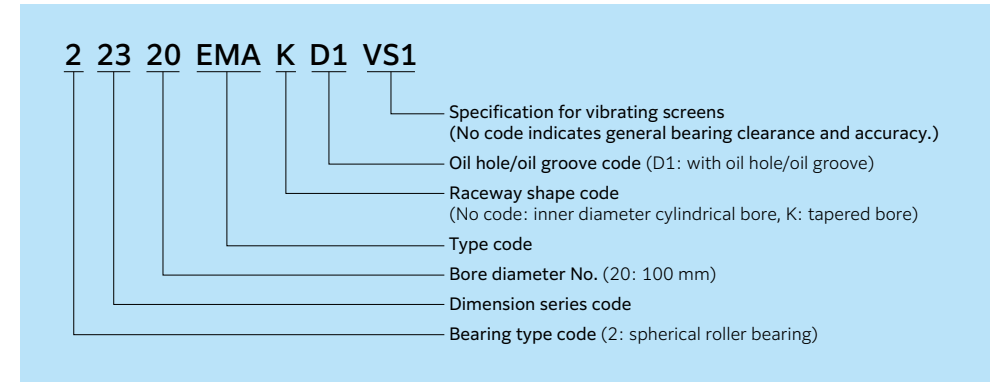 2 23 20 EMA K D1 VS1
Specification for vibrating screens
(No code indicates general bearing clearance and accuracy.)
Oil hole/oil groove code (D1: with oil hole/oil groove)
Raceway shape code
(No code: inner diameter cylindrical bore, K: tapered bore)
Type code
Bore diameter No. (20: 100 mm)
Dimension series code
Bearing type code (2: spherical roller bearing)